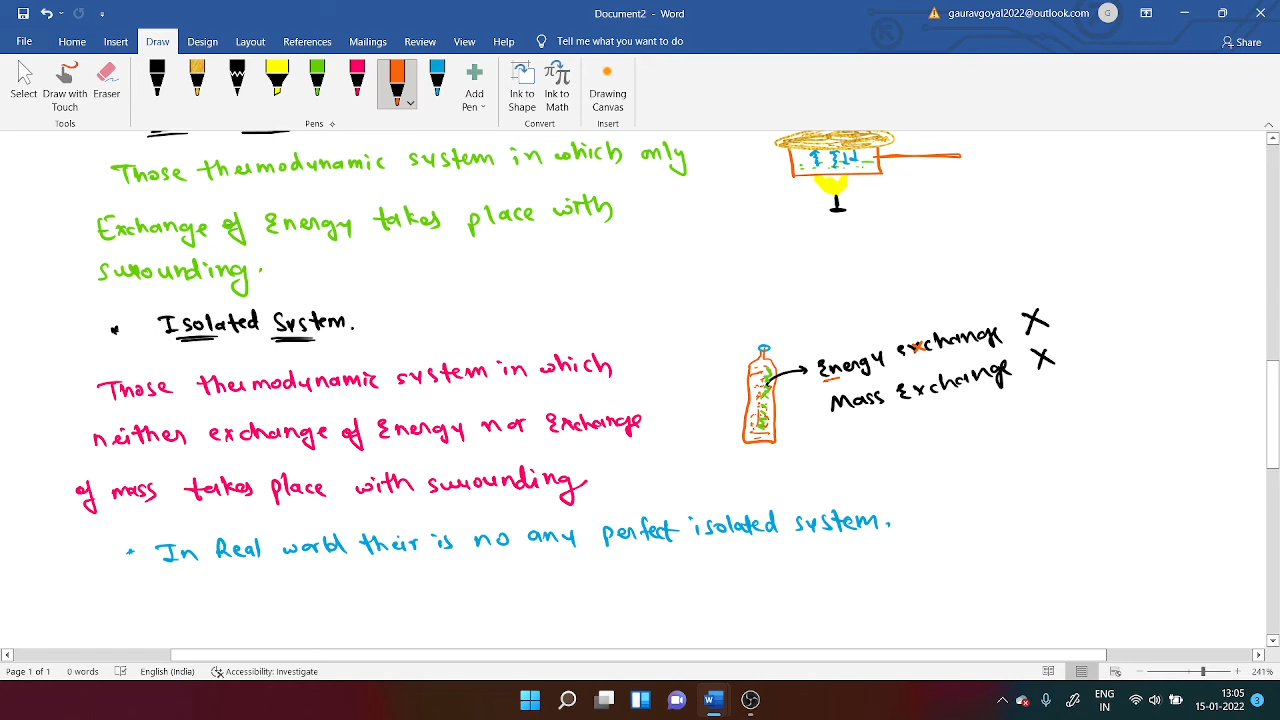 Document2 - Word
gauravgoyal2022@outlook.com
G
File Home Insert Draw Design Layout References Mailings Review View Help Tell me what you want to do
Share
Select
Draw with Touch
Eraser
Add Pen
Ink to Shape
Ink to Math
Drawing Canvas
Tools
Pens
Convert
Insert
Those thermodynamic system in which only
Exchange of Energy takes place with
surrounding.
* Isolated System.
Those thermodynamic system in which
neither exchange of Energy nor Exchange
of mass takes place with surrounding
Energy exchange X
Mass Exchange X
* In Real world their is no any perfect isolated system.
Page 1 of 1 0 words English (India) Accessibility: Investigate
241%
ENG
IN
13:05
15-01-2022
3